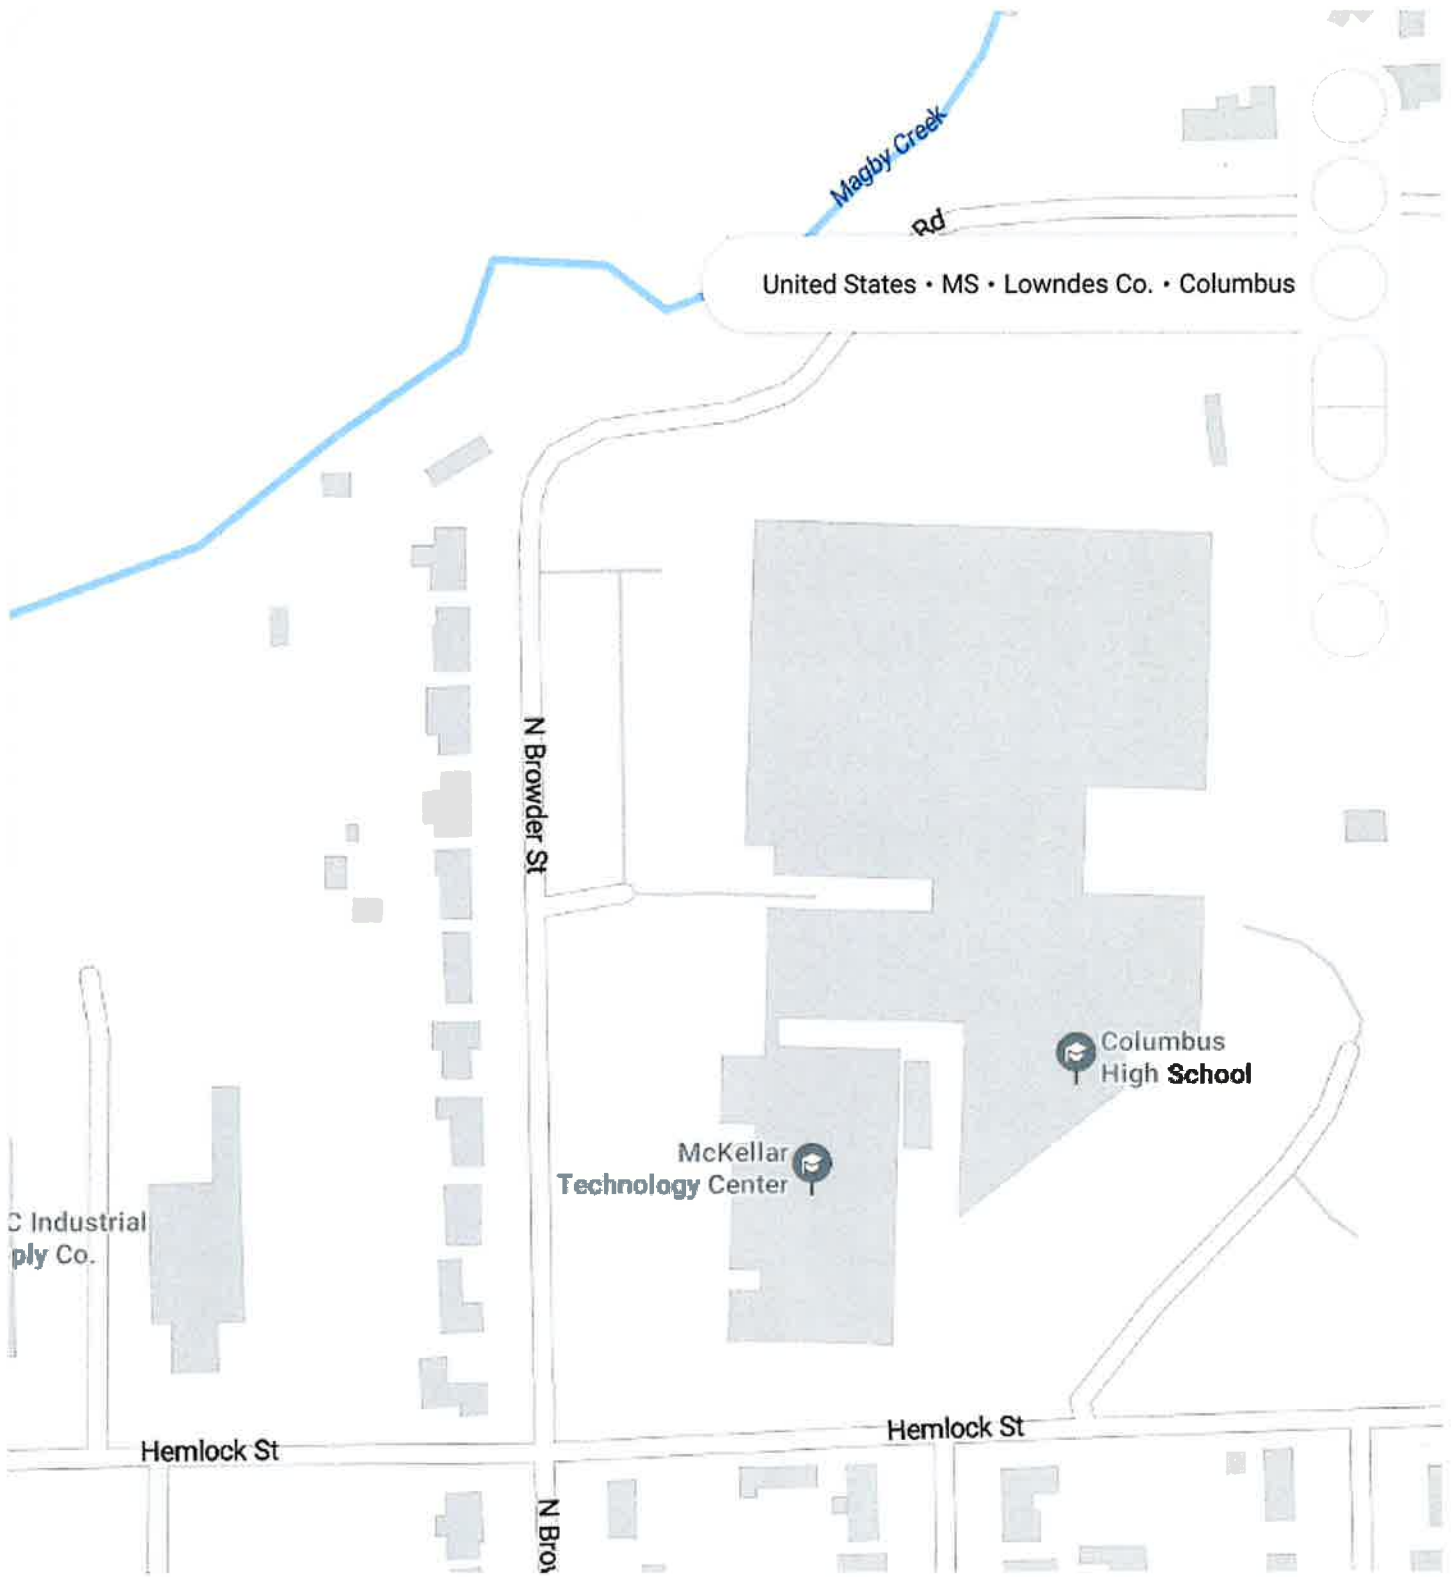 Magby Creek
Rd
United States • MS • Lowndes Co. • Columbus
N Browder St
Columbus
High School
McKellar
Technology Center
C Industrial
ply Co.
Hemlock St
Hemlock St
N Brow